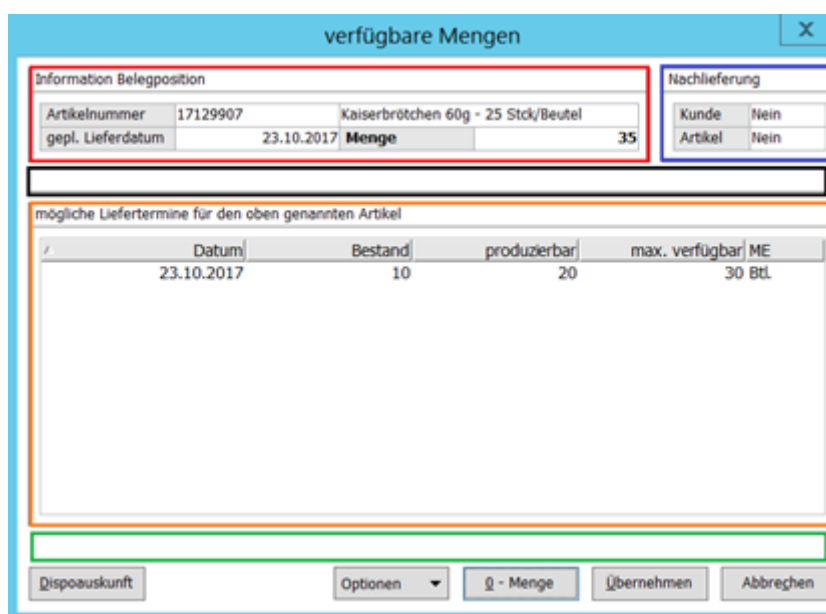 verfügbare Mengen X
Information Belegposition Nachlieferung
Artikelnummer 17129907 Kaiserbrötchen 60g - 25 Stck/Beutel Kunde Nein
gepl. Lieferdatum 23.10.2017 Menge 35 Artikel Nein
mögliche Liefertermine für den oben genannten Artikel
Datum Bestand produzierbar max. verfügbar ME
23.10.2017 10 20 30 Btl.
Dispoauskunft Optionen 0 - Menge Übernehmen Abbrechen